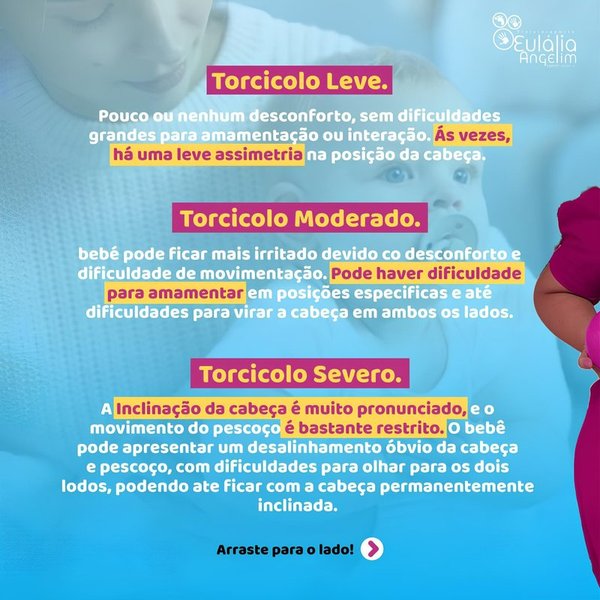 Eulália
Angelim
Torcicolo Leve.
Pouco ou nenhum desconforto, sem dificuldades
grandes para amamentação ou interação. Ás vezes,
há uma leve assimetria na posição da cabeça.
Torcicolo Moderado.
bebé pode ficar mais irritado devido co desconforto e
dificuldade de movimentação. Pode haver dificuldade
para amamentar em posições especificas e até
dificuldades para virar a cabeça em ambos os lados.
Torcicolo Severo.
A Inclinação da cabeça é muito pronunciado, e o
movimento do pescoço é bastante restrito. O bebê
pode apresentar um desalinhamento óbvio da cabeça
e pescoço, com dificuldades para olhar para os dois
lodos, podendo ate ficar com a cabeça permanentemente
inclinada.
Arraste para o lado!